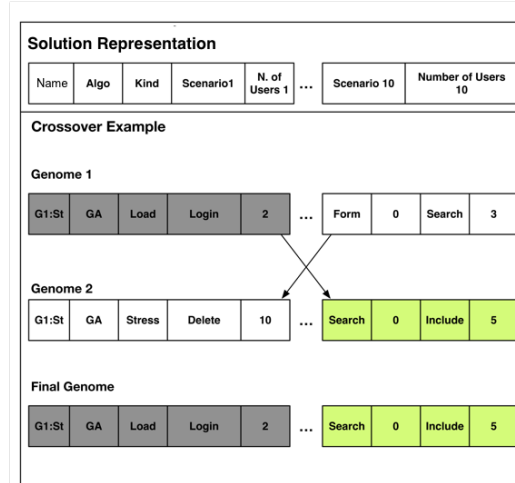 Solution Representation
Name Algo Kind Scenario1 N. of Users 1 ... Scenario 10 Number of Users 10
Crossover Example
Genome 1
G1:St GA Load Login 2 ... Form 0 Search 3
Genome 2
G1:St GA Stress Delete 10 ... Search 0 Include 5
Final Genome
G1:St GA Load Login 2 ... Search 0 Include 5